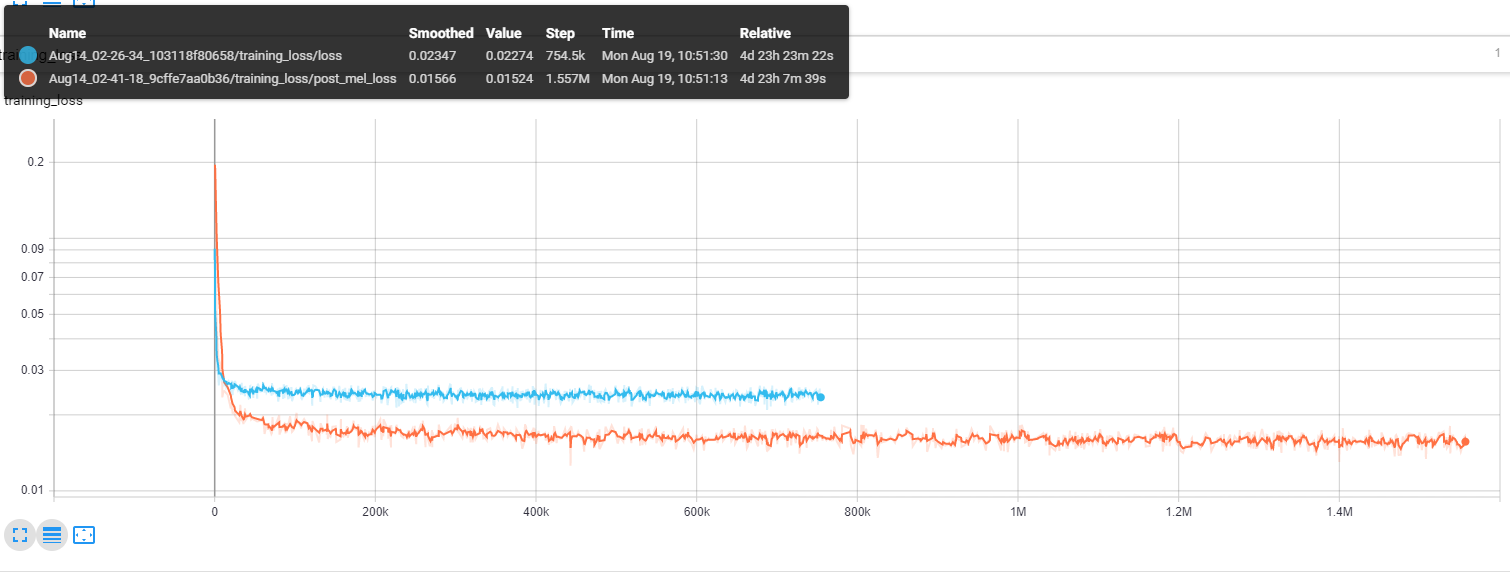 Name Smoothed Value Step Time Relative
Aug14_02-26-34_103118f80658/training_loss/loss 0.02347 0.02274 754.5k Mon Aug 19, 10:51:30 4d 23h 23m 22s
1
Aug14_02-41-18_9cffe7aa0b36/training_loss/post_mel_loss 0.01566 0.01524 1.557M Mon Aug 19, 10:51:13 4d 23h 7m 39s
training_loss
0.2
0.09
0.07
0.05
0.03
0.01
0 200k 400k 600k 800k 1M 1.2M 1.4M